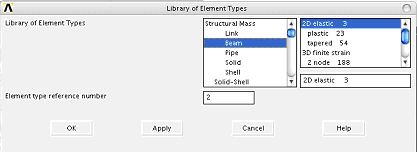 Library of Element Types
Library of Element Types
Structural Mass
Link
Beam
Pipe
Solid
Shell
Solid-Shell
2D elastic 3
plastic 23
tapered 54
3D finite strain
2 node 188
2D elastic 3
Element type reference number
2
OK
Apply
Cancel
Help